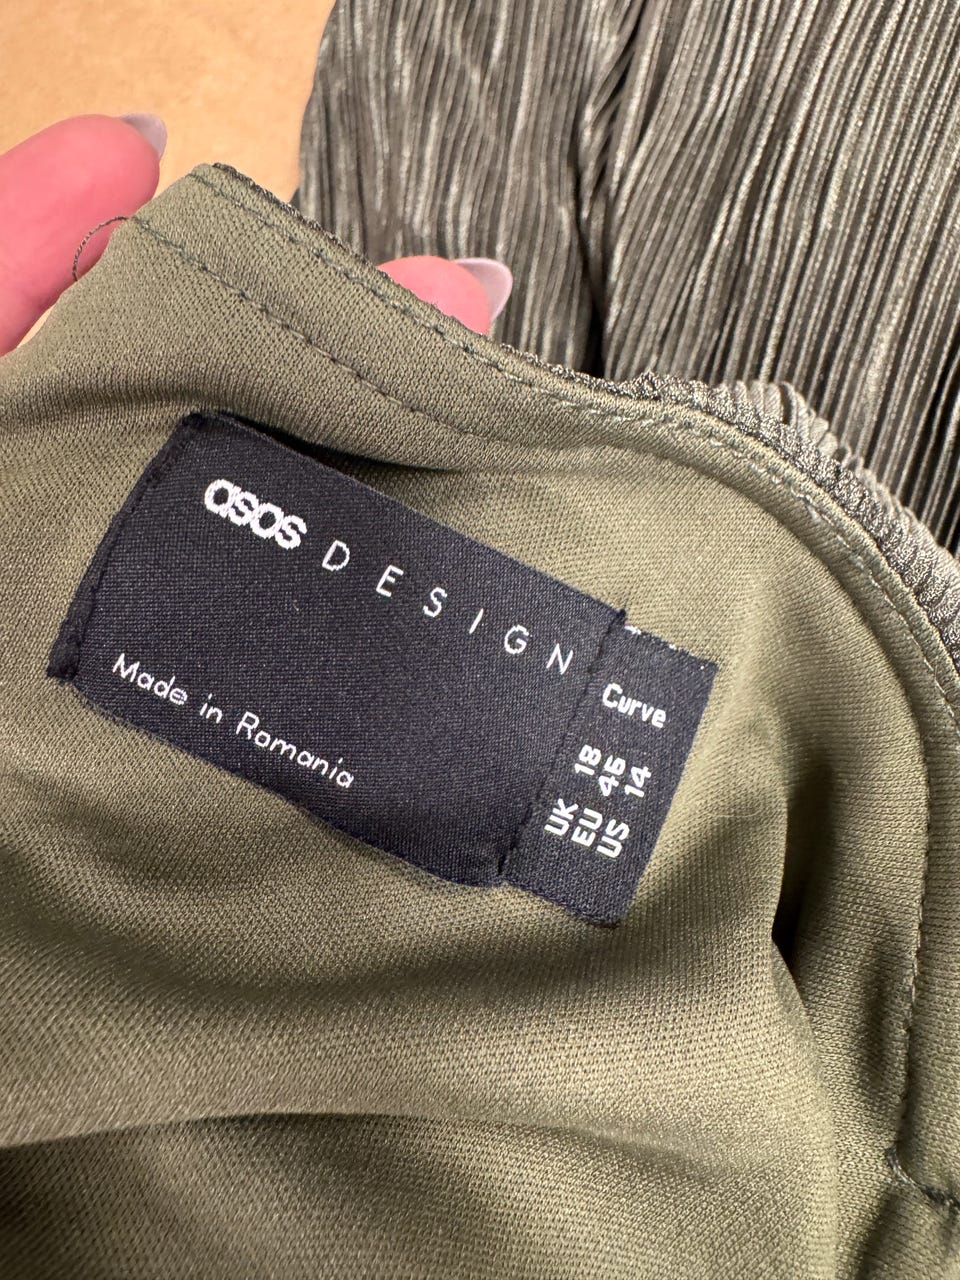 asos DESIGN
Made in Romania
Curve
UK 18
EU 46
US 14